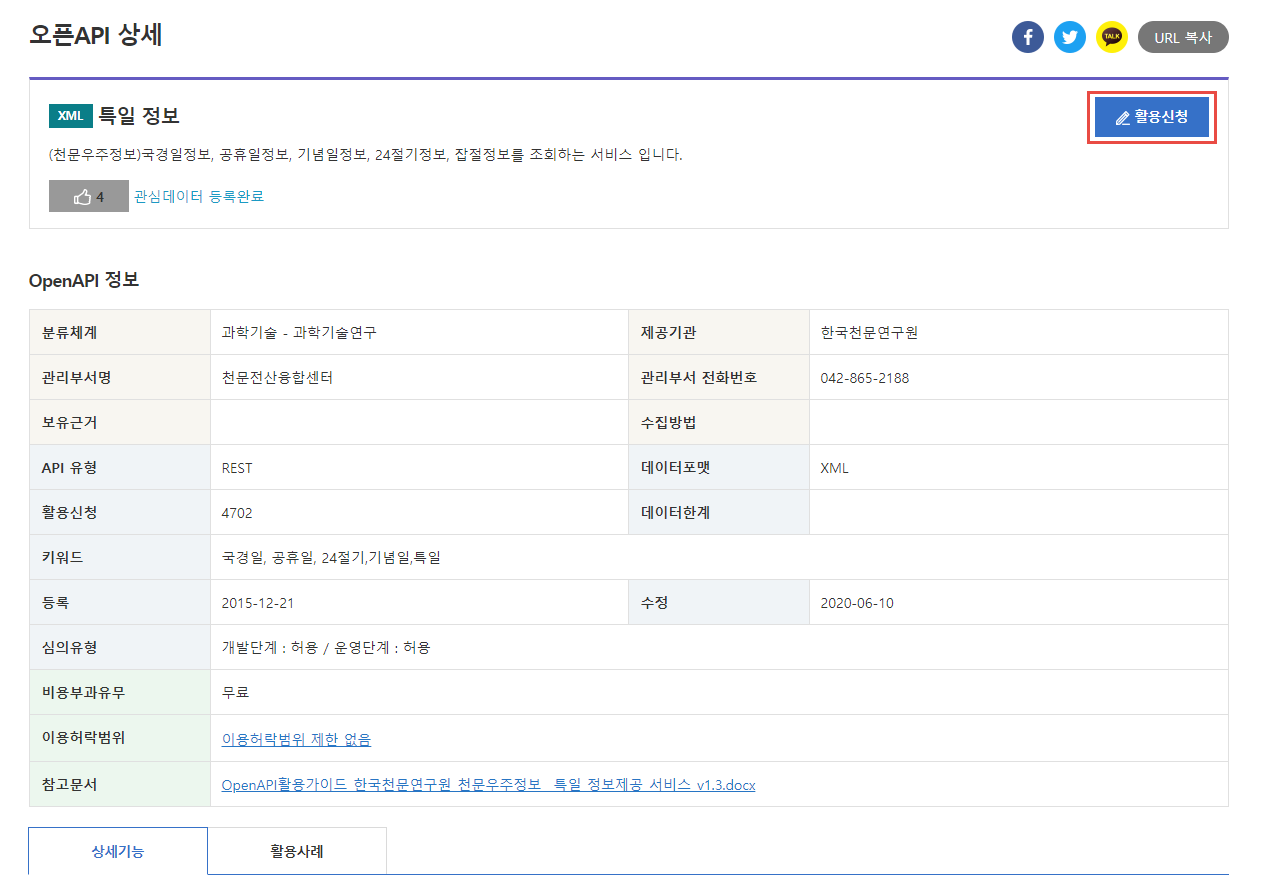 오픈API 상세
TALK
URL 복사
XML 특일 정보
활용신청
(천문우주정보)국경일정보, 공휴일정보, 기념일정보, 24절기정보, 잡절정보를 조회하는 서비스 입니다.
4 관심데이터 등록완료
OpenAPI 정보
분류체계 과학기술 - 과학기술연구 제공기관 한국천문연구원
관리부서명 천문전산융합센터 관리부서 전화번호 042-865-2188
보유근거 수집방법
API 유형 REST 데이터포맷 XML
활용신청 4702 데이터한계
키워드 국경일, 공휴일, 24절기,기념일,특일
등록 2015-12-21 수정 2020-06-10
심의유형 개발단계 : 허용 / 운영단계 : 허용
비용부과유무 무료
이용허락범위 이용허락범위 제한 없음
참고문서 OpenAPI활용가이드_한국천문연구원_천문우주정보__특일_정보제공_서비스_v1.3.docx
상세기능 활용사례